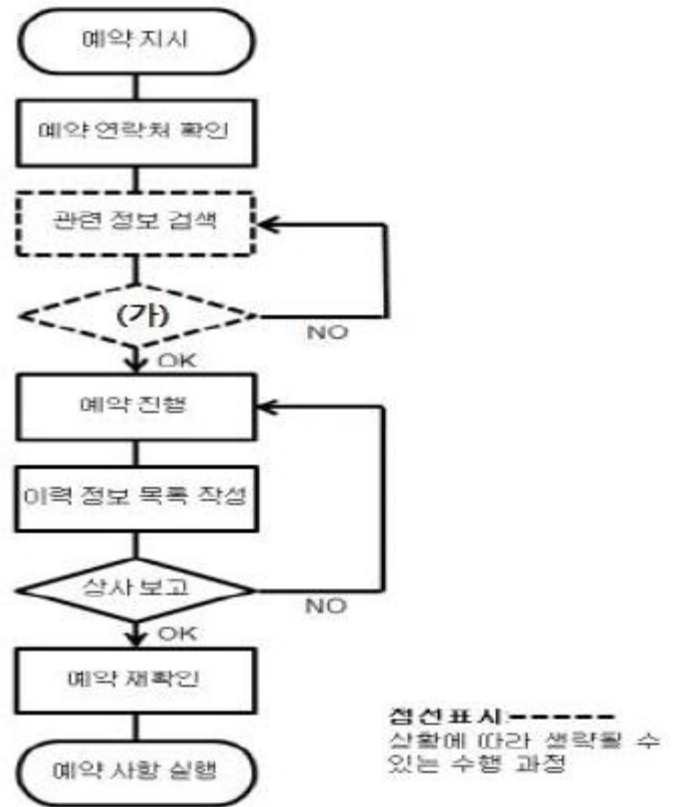 예약 지시
예약 연락처 확인
관련 정보 검색
(가)
NO
OK
예약 진행
이력 정보 목록 작성
상사 보고
NO
OK
예약 재확인
예약 사항 실행
점선표시-----
상황에 따라 생략될 수
있는 수행 과정